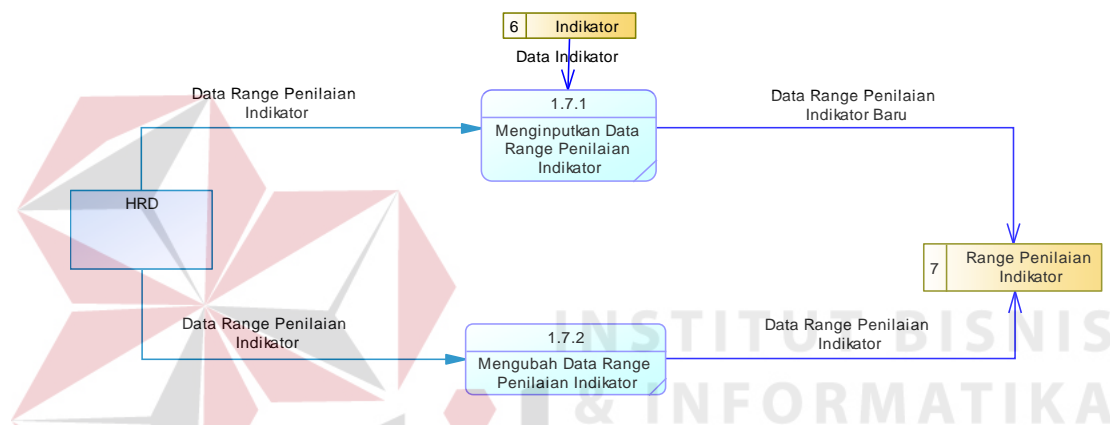 6 Indikator
Data Indikator
Data Range Penilaian
Indikator
1.7.1
Menginputkan Data
Range Penilaian
Indikator
Data Range Penilaian
Indikator Baru
HRD
7 Range Penilaian
Indikator
Data Range Penilaian
Indikator
1.7.2
Mengubah Data Range
Penilaian Indikator
Data Range Penilaian
Indikator
INSTITUT BISNIS
& INFORMATIKA